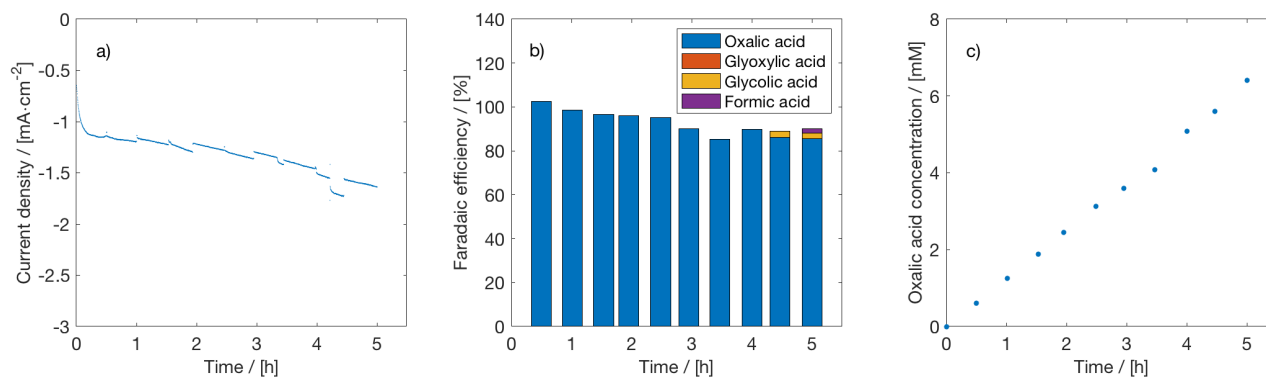 a)
0
-0.5
-1
-1.5
-2
-2.5
-3
0 1 2 3 4 5
Current density / [mA·cm-2]
Time / [h]
b)
Oxalic acid
Glyoxylic acid
Glycolic acid
Formic acid
140
120
100
80
60
40
20
0
0 1 2 3 4 5
Faradaic efficiency / [%]
Time / [h]
c)
8
6
4
2
0
0 1 2 3 4 5
Oxalic acid concentration / [mM]
Time / [h]